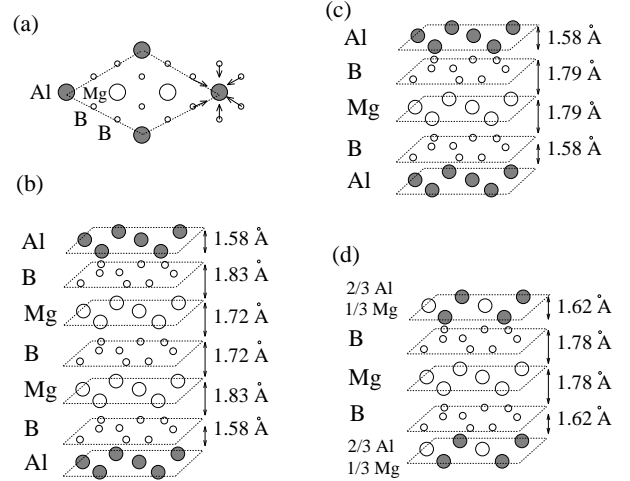 (a)
Al
Mg
B
B
(b)
Al
B
Mg
B
Mg
B
Al
1.58 Å
1.83 Å
1.72 Å
1.72 Å
1.83 Å
1.58 Å
(c)
Al
B
Mg
B
Al
1.58 Å
1.79 Å
1.79 Å
1.58 Å
(d)
2/3 Al
1/3 Mg
B
Mg
B
2/3 Al
1/3 Mg
1.62 Å
1.78 Å
1.78 Å
1.62 Å